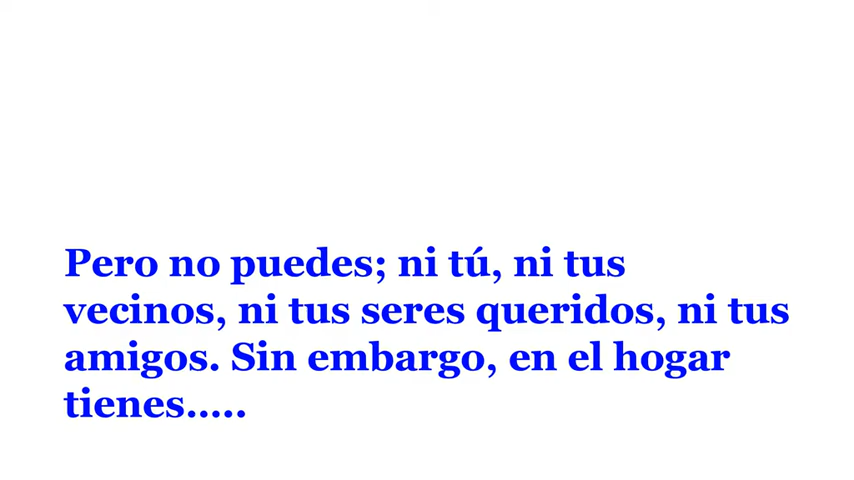 Pero no puedes; ni tú, ni tus
vecinos, ni tus seres queridos, ni tus
amigos. Sin embargo, en el hogar
tienes.....